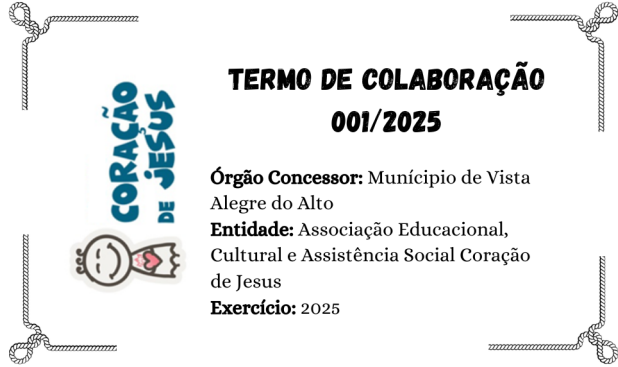 CORAÇÃO
DE JESUS
TERMO DE COLABORAÇÃO
001/2025
Órgão Concessor: Munícipio de Vista
Alegre do Alto
Entidade: Associação Educacional,
Cultural e Assistência Social Coração
de Jesus
Exercício: 2025